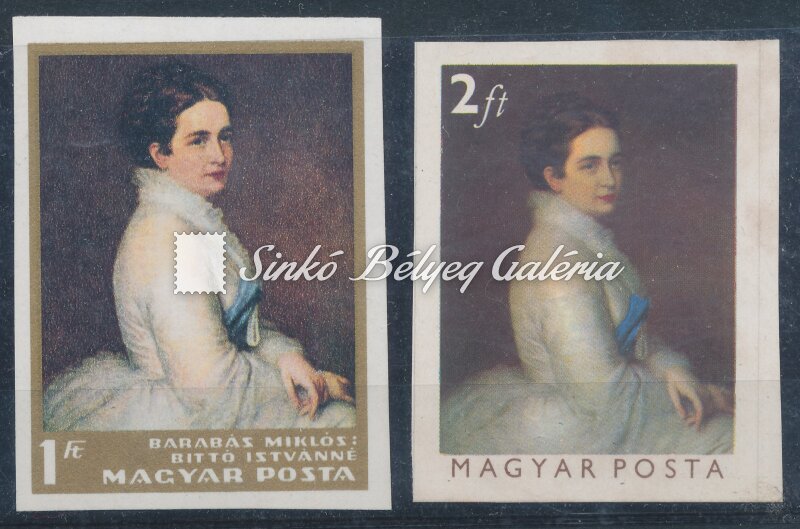 1 Ft
BARABÁS MIKLÓS:
BITTÓ ISTVÁNNÉ
MAGYAR POSTA
2 ft
MAGYAR POSTA
Sinkó Bélyeg Galéria